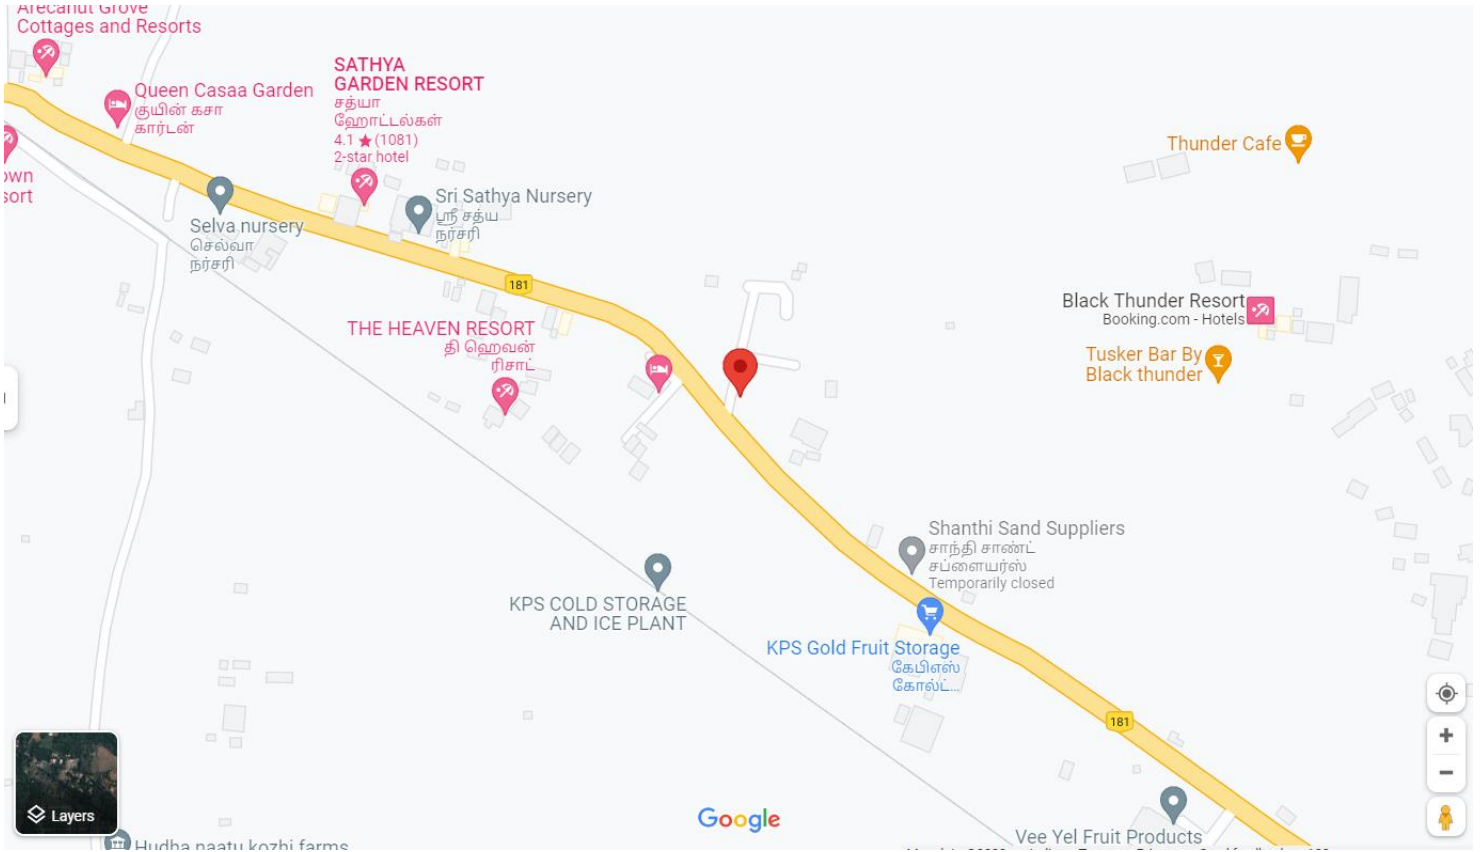 Arecanut Grove
Cottages and Resorts
Queen Casaa Garden
குயின் கசா
கார்டன்
SATHYA
GARDEN RESORT
சத்யா
ஹோட்டல்கள்
4.1 ★ (1081)
2-star hotel
Thunder Cafe
own
sort
Selva nursery
செல்வா
நர்சரி
Sri Sathya Nursery
ஸ்ரீ சத்ய
நர்சரி
181
THE HEAVEN RESORT
தி ஹெவன்
ரிசாட்
Black Thunder Resort
Booking.com - Hotels
Tusker Bar By
Black thunder
Shanthi Sand Suppliers
சாந்தி சாண்ட்
சப்ளையர்ஸ்
Temporarily closed
KPS COLD STORAGE
AND ICE PLANT
KPS Gold Fruit Storage
கேபிஎஸ்
கோல்ட்...
181
Layers
Google
Vee Yel Fruit Products
Hudha naatu kozhi farms